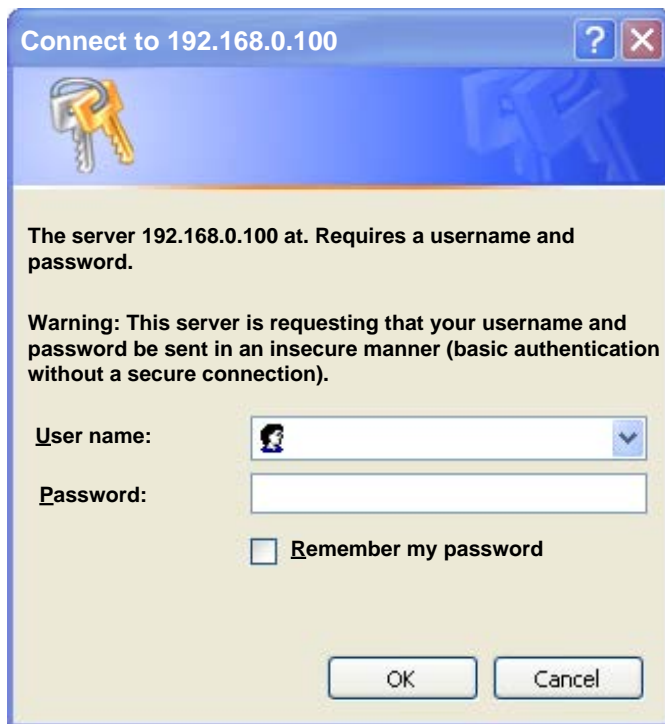 Connect to 192.168.0.100
?
The server 192.168.0.100 at. Requires a username and
password.
Warning: This server is requesting that your username and
password be sent in an insecure manner (basic authentication
without a secure connection).
User name:
Password:
Remember my password
OK
Cancel